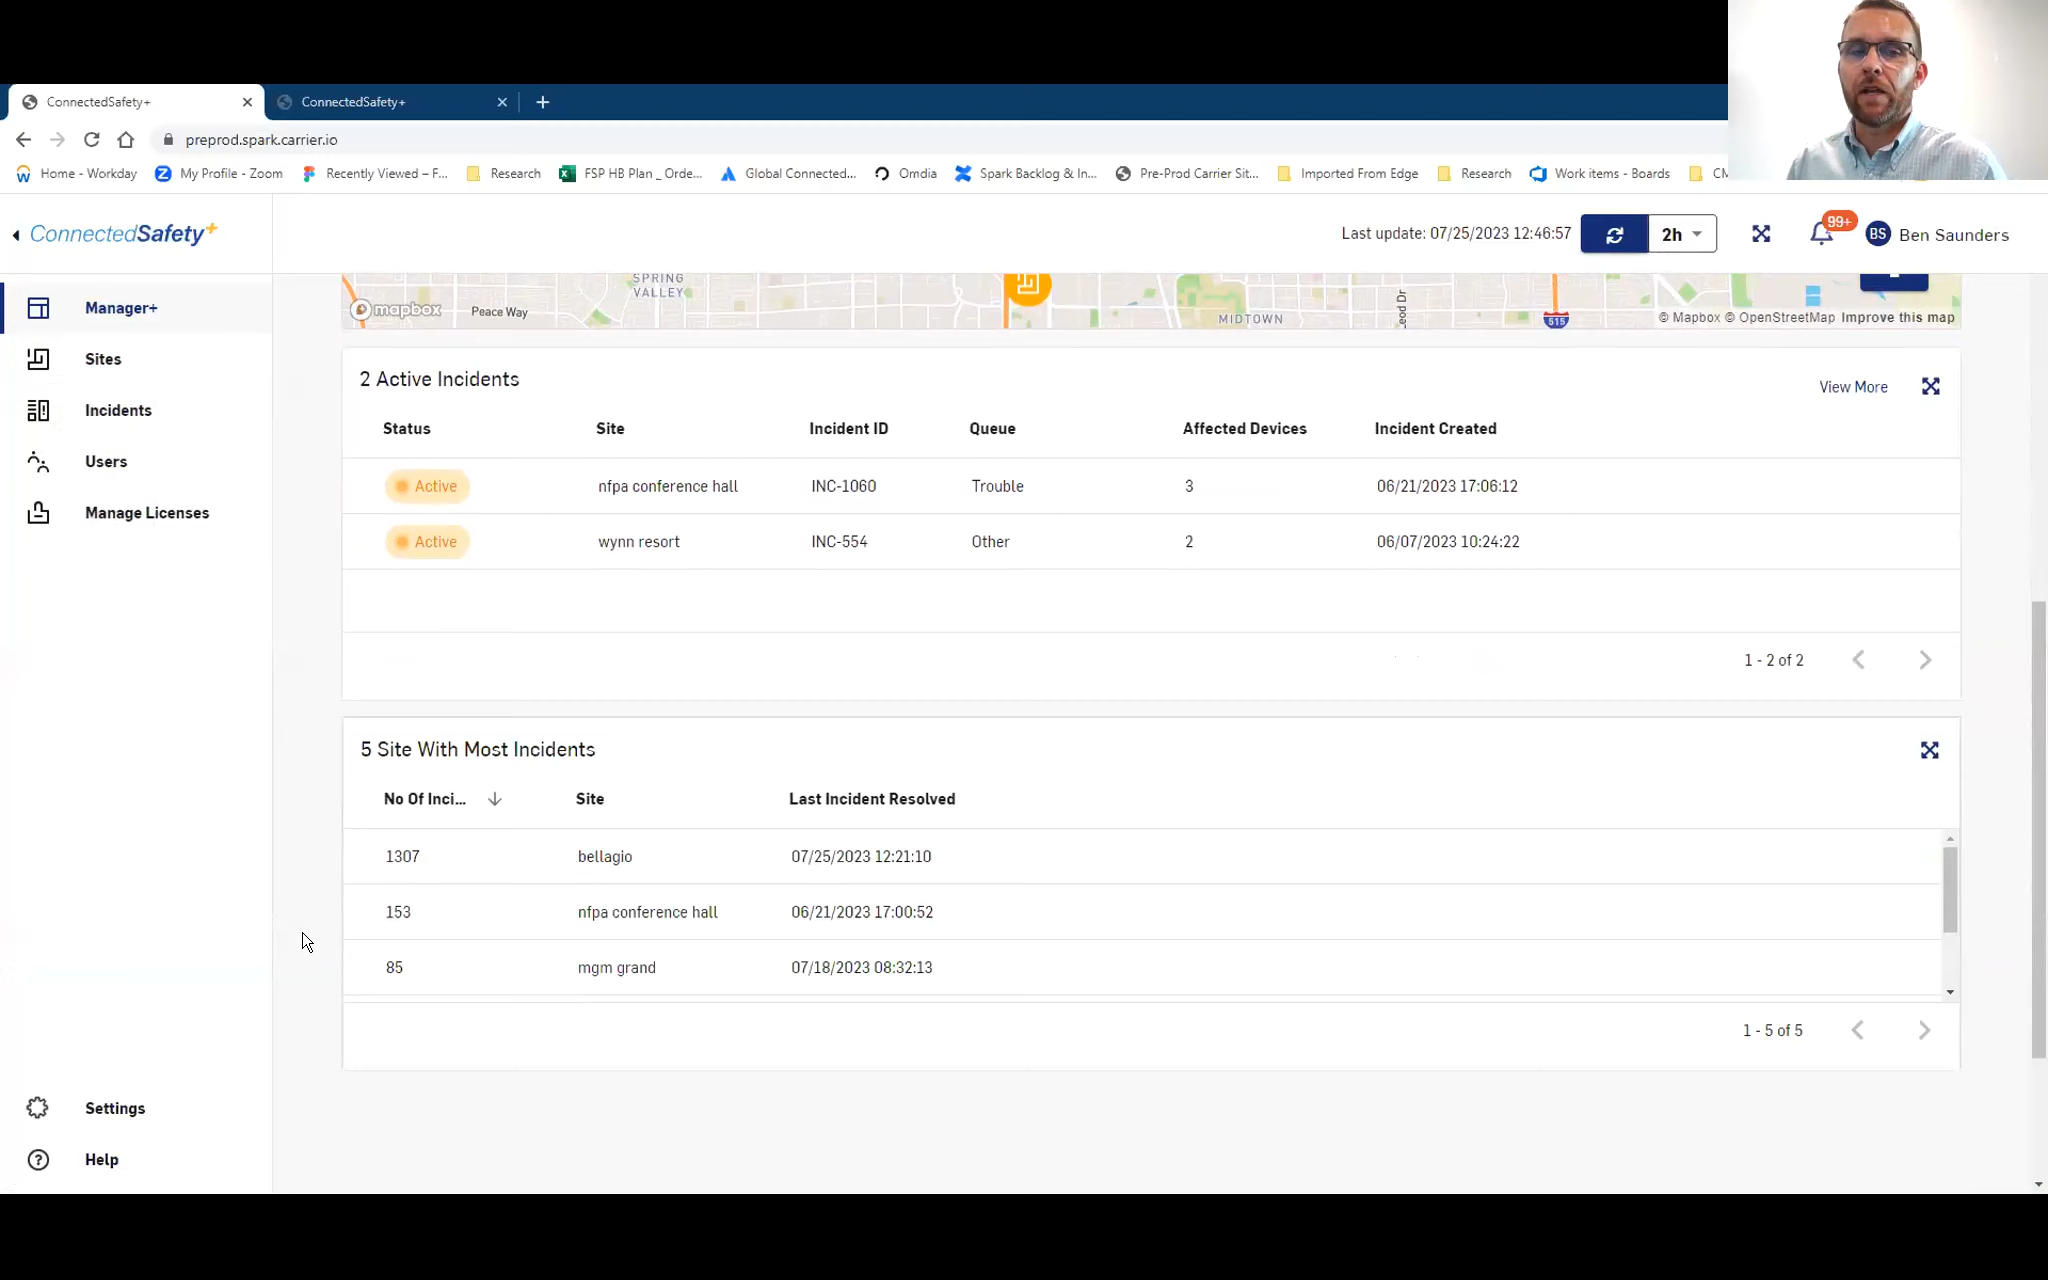 ConnectedSafety+ ConnectedSafety+
preprod.spark.carrier.io
Home - Workday My Profile - Zoom Recently Viewed – F... Research FSP HB Plan _ Orde... Global Connected... Omdia Spark Backlog & In... Pre-Prod Carrier Sit... Imported From Edge Research Work items - Boards CM
ConnectedSafety+ Last update: 07/25/2023 12:46:57 2h 99+ BS Ben Saunders
Manager+
Sites
Incidents
Users
Manage Licenses
Settings
Help
SPRING
VALLEY
mapbox Peace Way MIDTOWN 515 © Mapbox © OpenStreetMap Improve this map
2 Active Incidents View More
Status Site Incident ID Queue Affected Devices Incident Created
Active nfpa conference hall INC-1060 Trouble 3 06/21/2023 17:06:12
Active wynn resort INC-554 Other 2 06/07/2023 10:24:22
1 - 2 of 2
5 Site With Most Incidents
No Of Inci... Site Last Incident Resolved
1307 bellagio 07/25/2023 12:21:10
153 nfpa conference hall 06/21/2023 17:00:52
85 mgm grand 07/18/2023 08:32:13
1 - 5 of 5